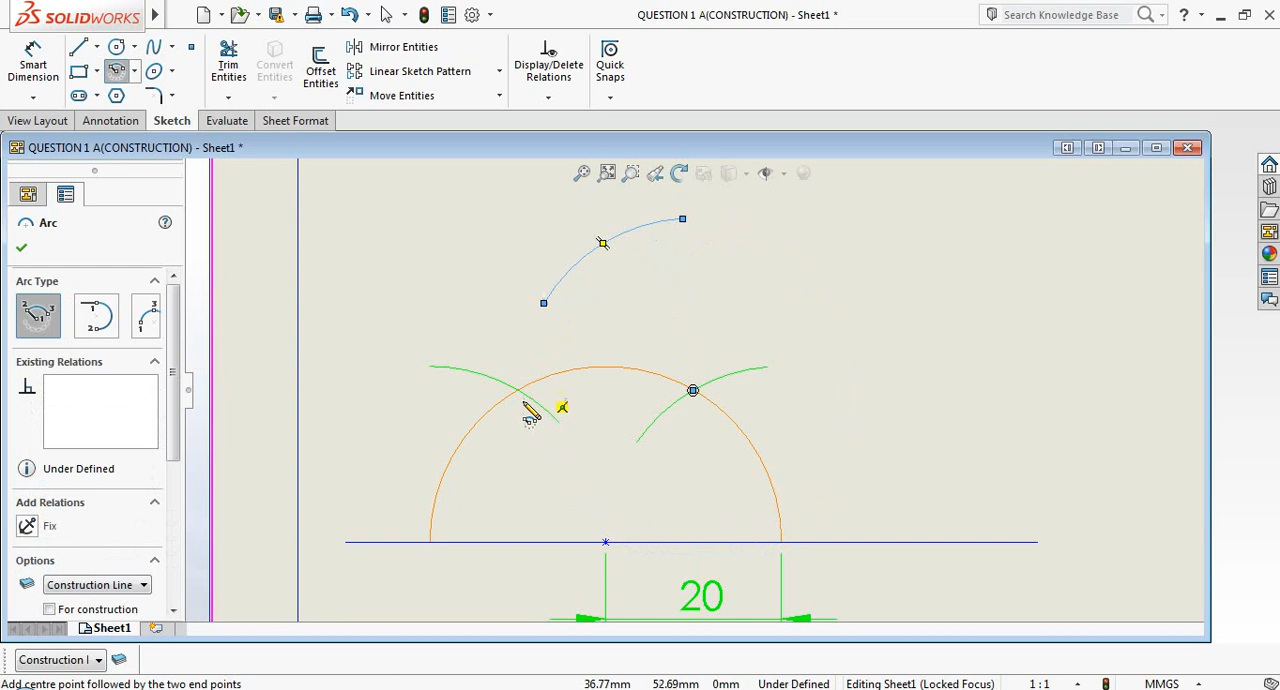 SOLIDWORKS
QUESTION 1 A(CONSTRUCTION) - Sheet1 *
Search Knowledge Base
?
Smart
Dimension
Trim
Entities
Convert
Entities
Offset
Entities
Mirror Entities
Linear Sketch Pattern
Move Entities
Display/Delete
Relations
Quick
Snaps
View Layout
Annotation
Sketch
Evaluate
Sheet Format
QUESTION 1 A(CONSTRUCTION) - Sheet1 *
Arc
?
Arc Type
Existing Relations
Under Defined
Add Relations
Fix
Options
Construction Line
For construction
20
Sheet1
Construction l
Add centre point followed by the two end points
36.77mm
52.69mm
0mm
Under Defined
Editing Sheet1 (Locked Focus)
1 : 1
MMGS